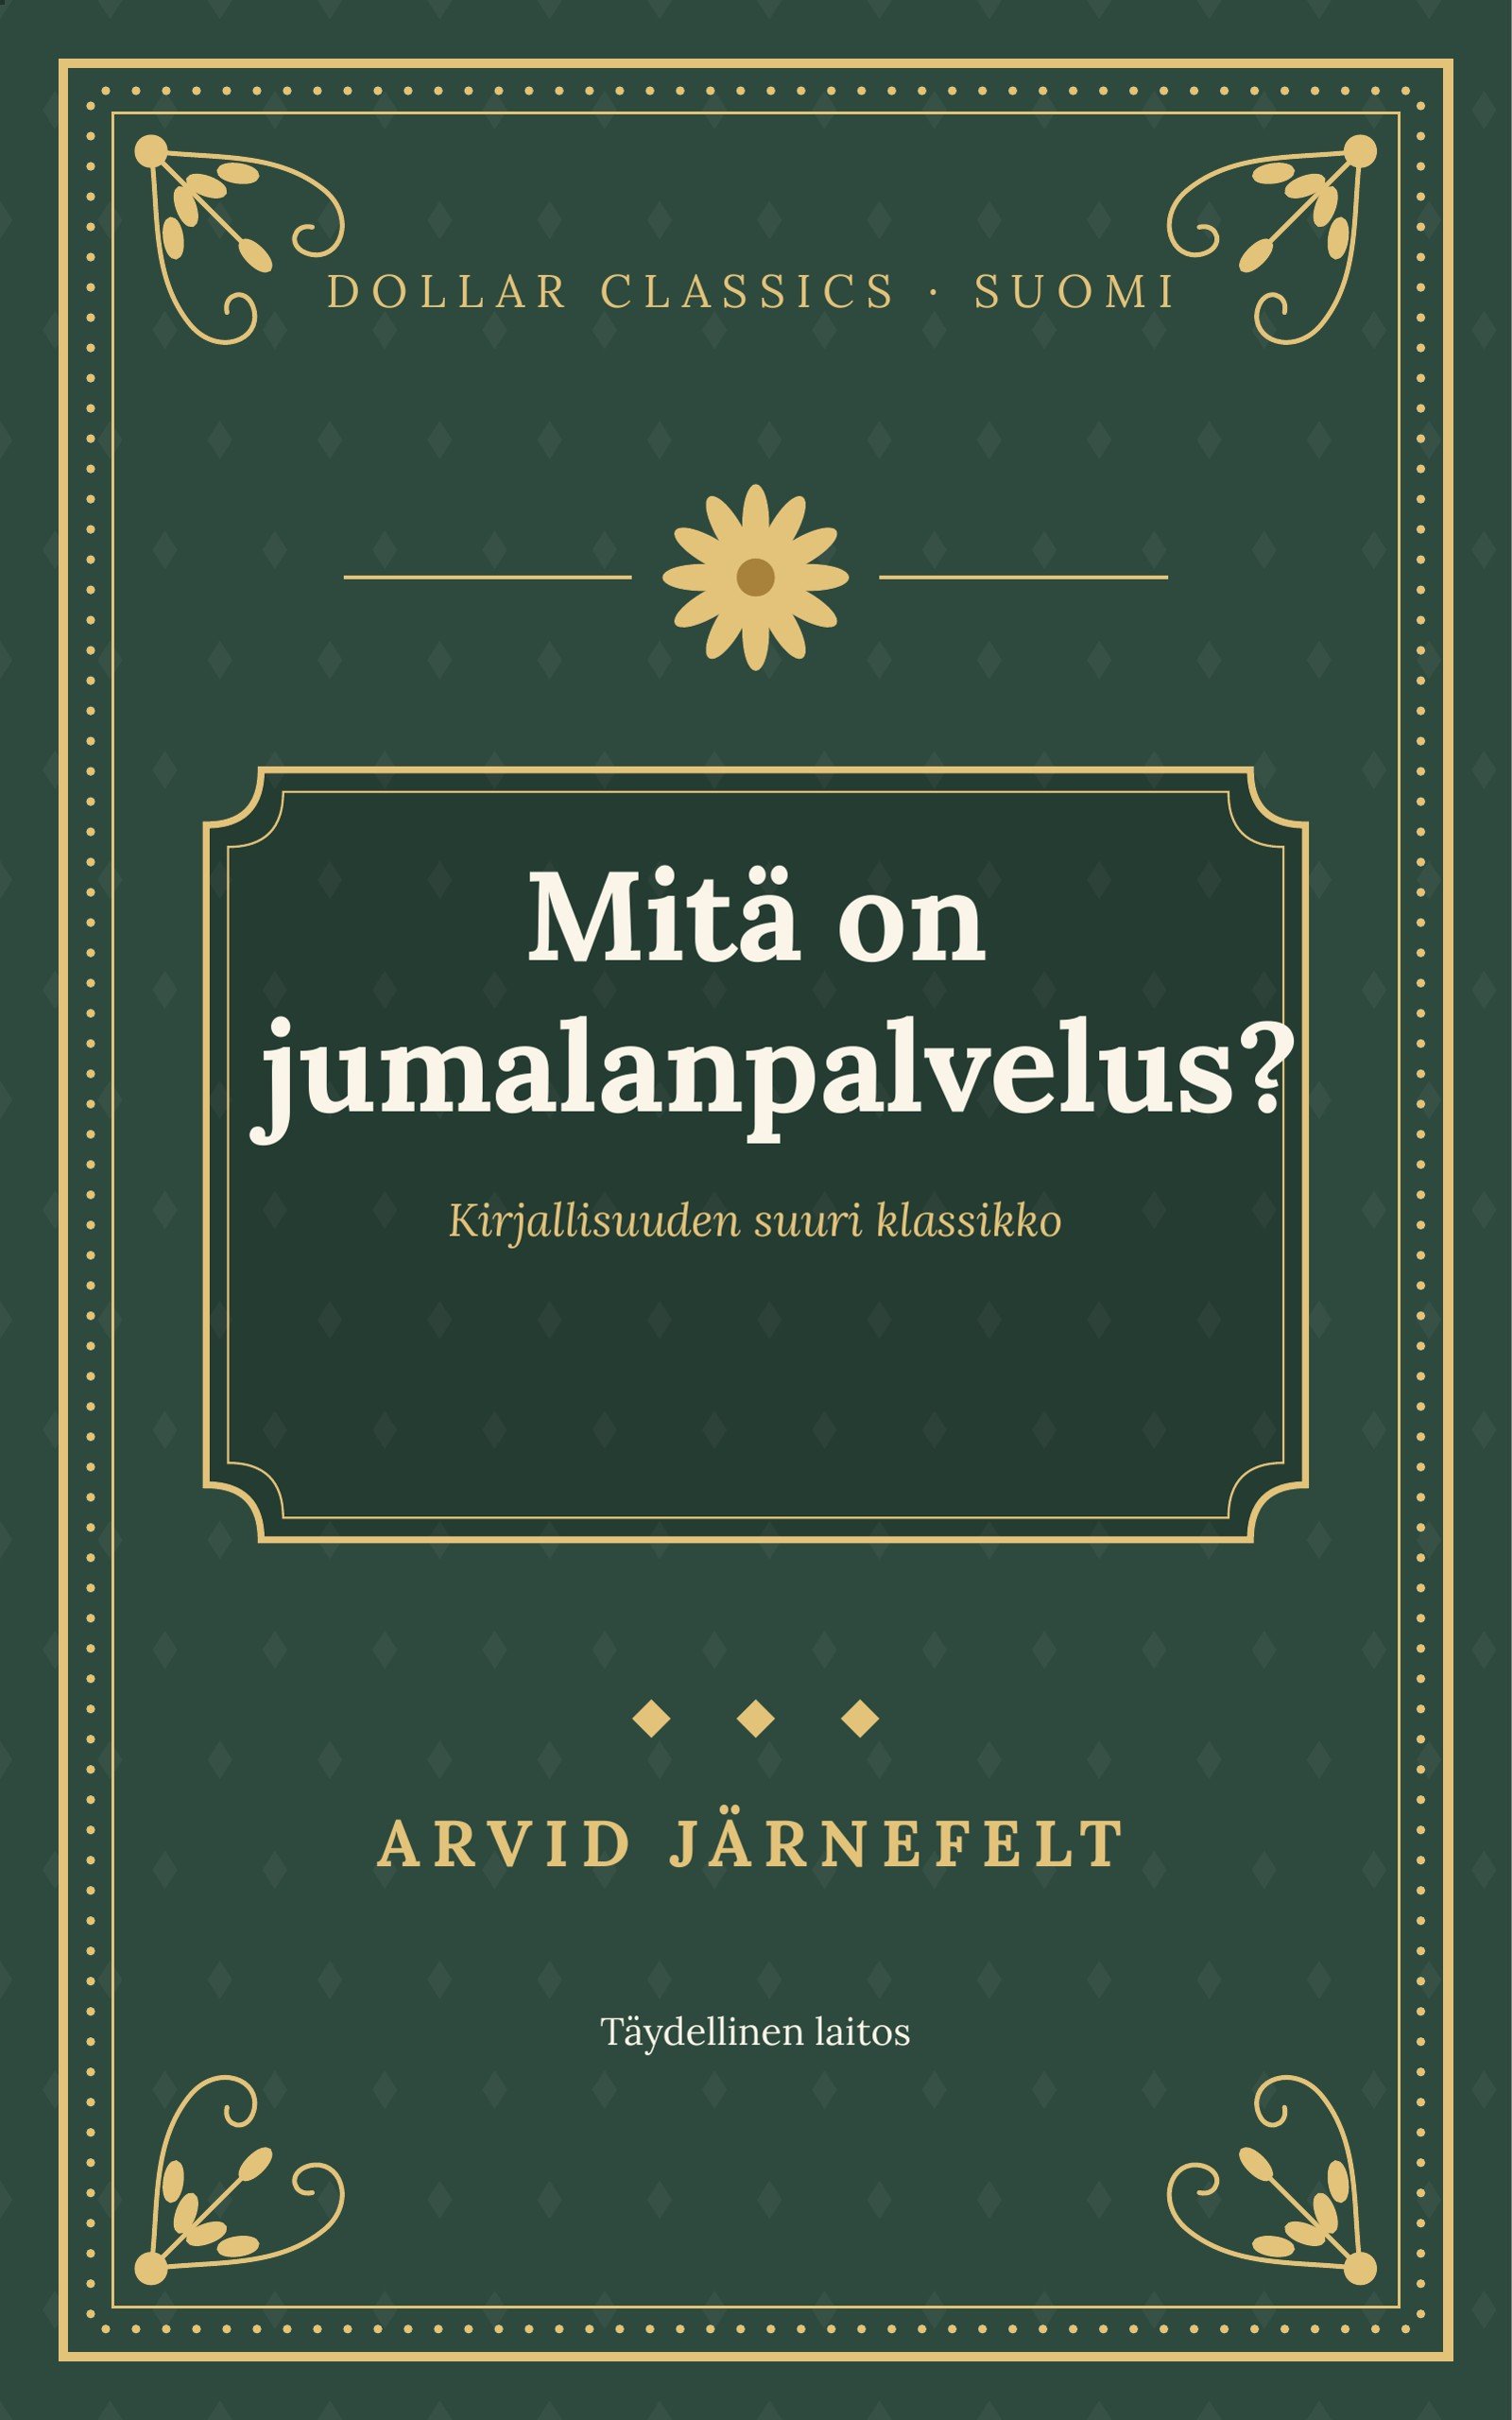 DOLLAR CLASSICS · SUOMI
Mitä on
jumalanpalvelus?
Kirjallisuuden suuri klassikko
ARVID JÄRNEFELT
Täydellinen laitos